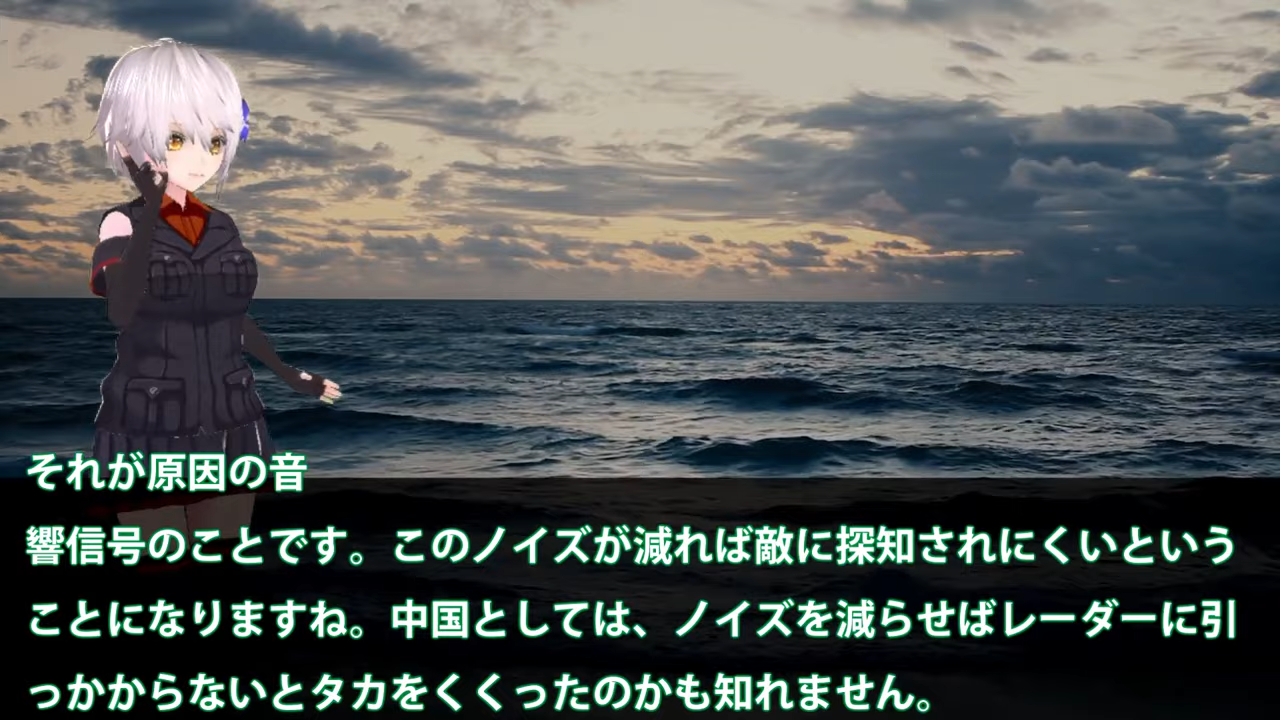 それが原因の音
響信号のことです。このノイズが減れば敵に探知されにくいという
ことになりますね。中国としては、ノイズを減らせばレーダーに引
っかからないとタカをくくったのかも知れません。